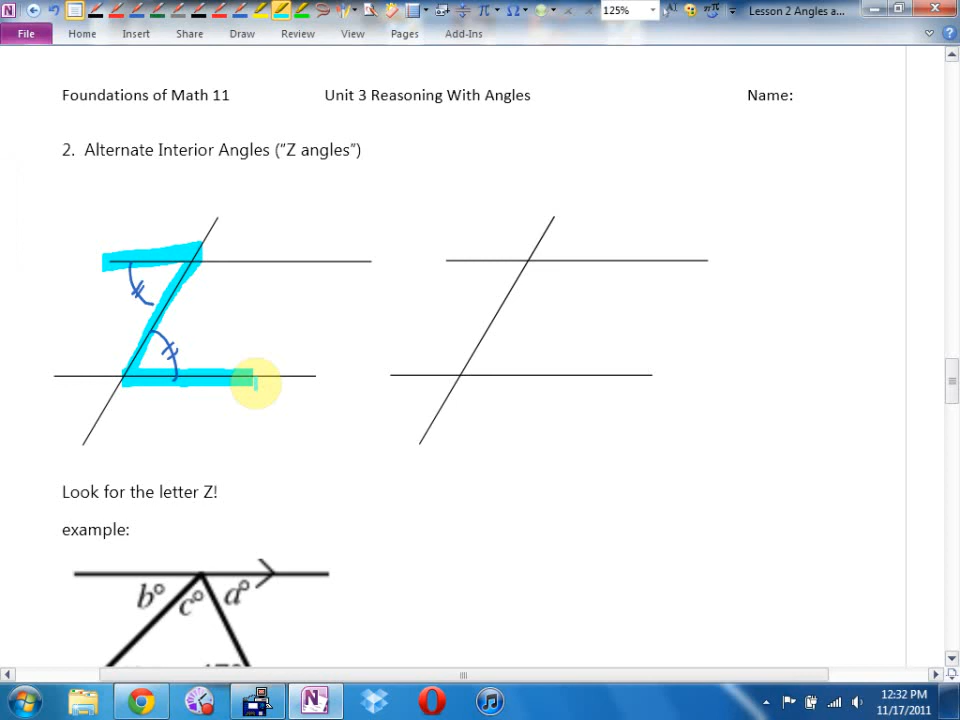 125%
Lesson 2 Angles a...
File Home Insert Share Draw Review View Pages Add-Ins
Foundations of Math 11 Unit 3 Reasoning With Angles Name:
2. Alternate Interior Angles ("Z angles")
Look for the letter Z!
example:
b° c° a°
12:32 PM
11/17/2011